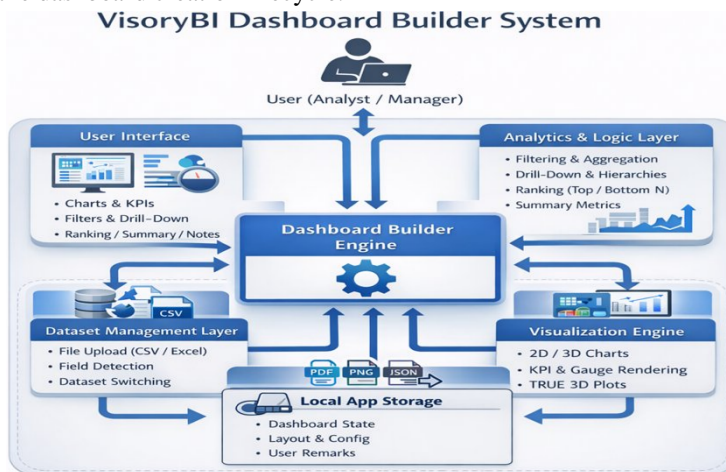 VisoryBI Dashboard Builder System
User (Analyst / Manager)
User Interface
• Charts & KPIs
• Filters & Drill-Down
• Ranking / Summary / Notes
Analytics & Logic Layer
• Filtering & Aggregation
• Drill-Down & Hierarchies
• Ranking (Top / Bottom N)
• Summary Metrics
Dashboard Builder
Engine
CSV
Dataset Management Layer
• File Upload (CSV / Excel)
• Field Detection
• Dataset Switching
Visualization Engine
• 2D / 3D Charts
• KPI & Gauge Rendering
• TRUE 3D Plots
PDF PNG JSON
Local App Storage
• Dashboard State
• Layout & Config
• User Remarks